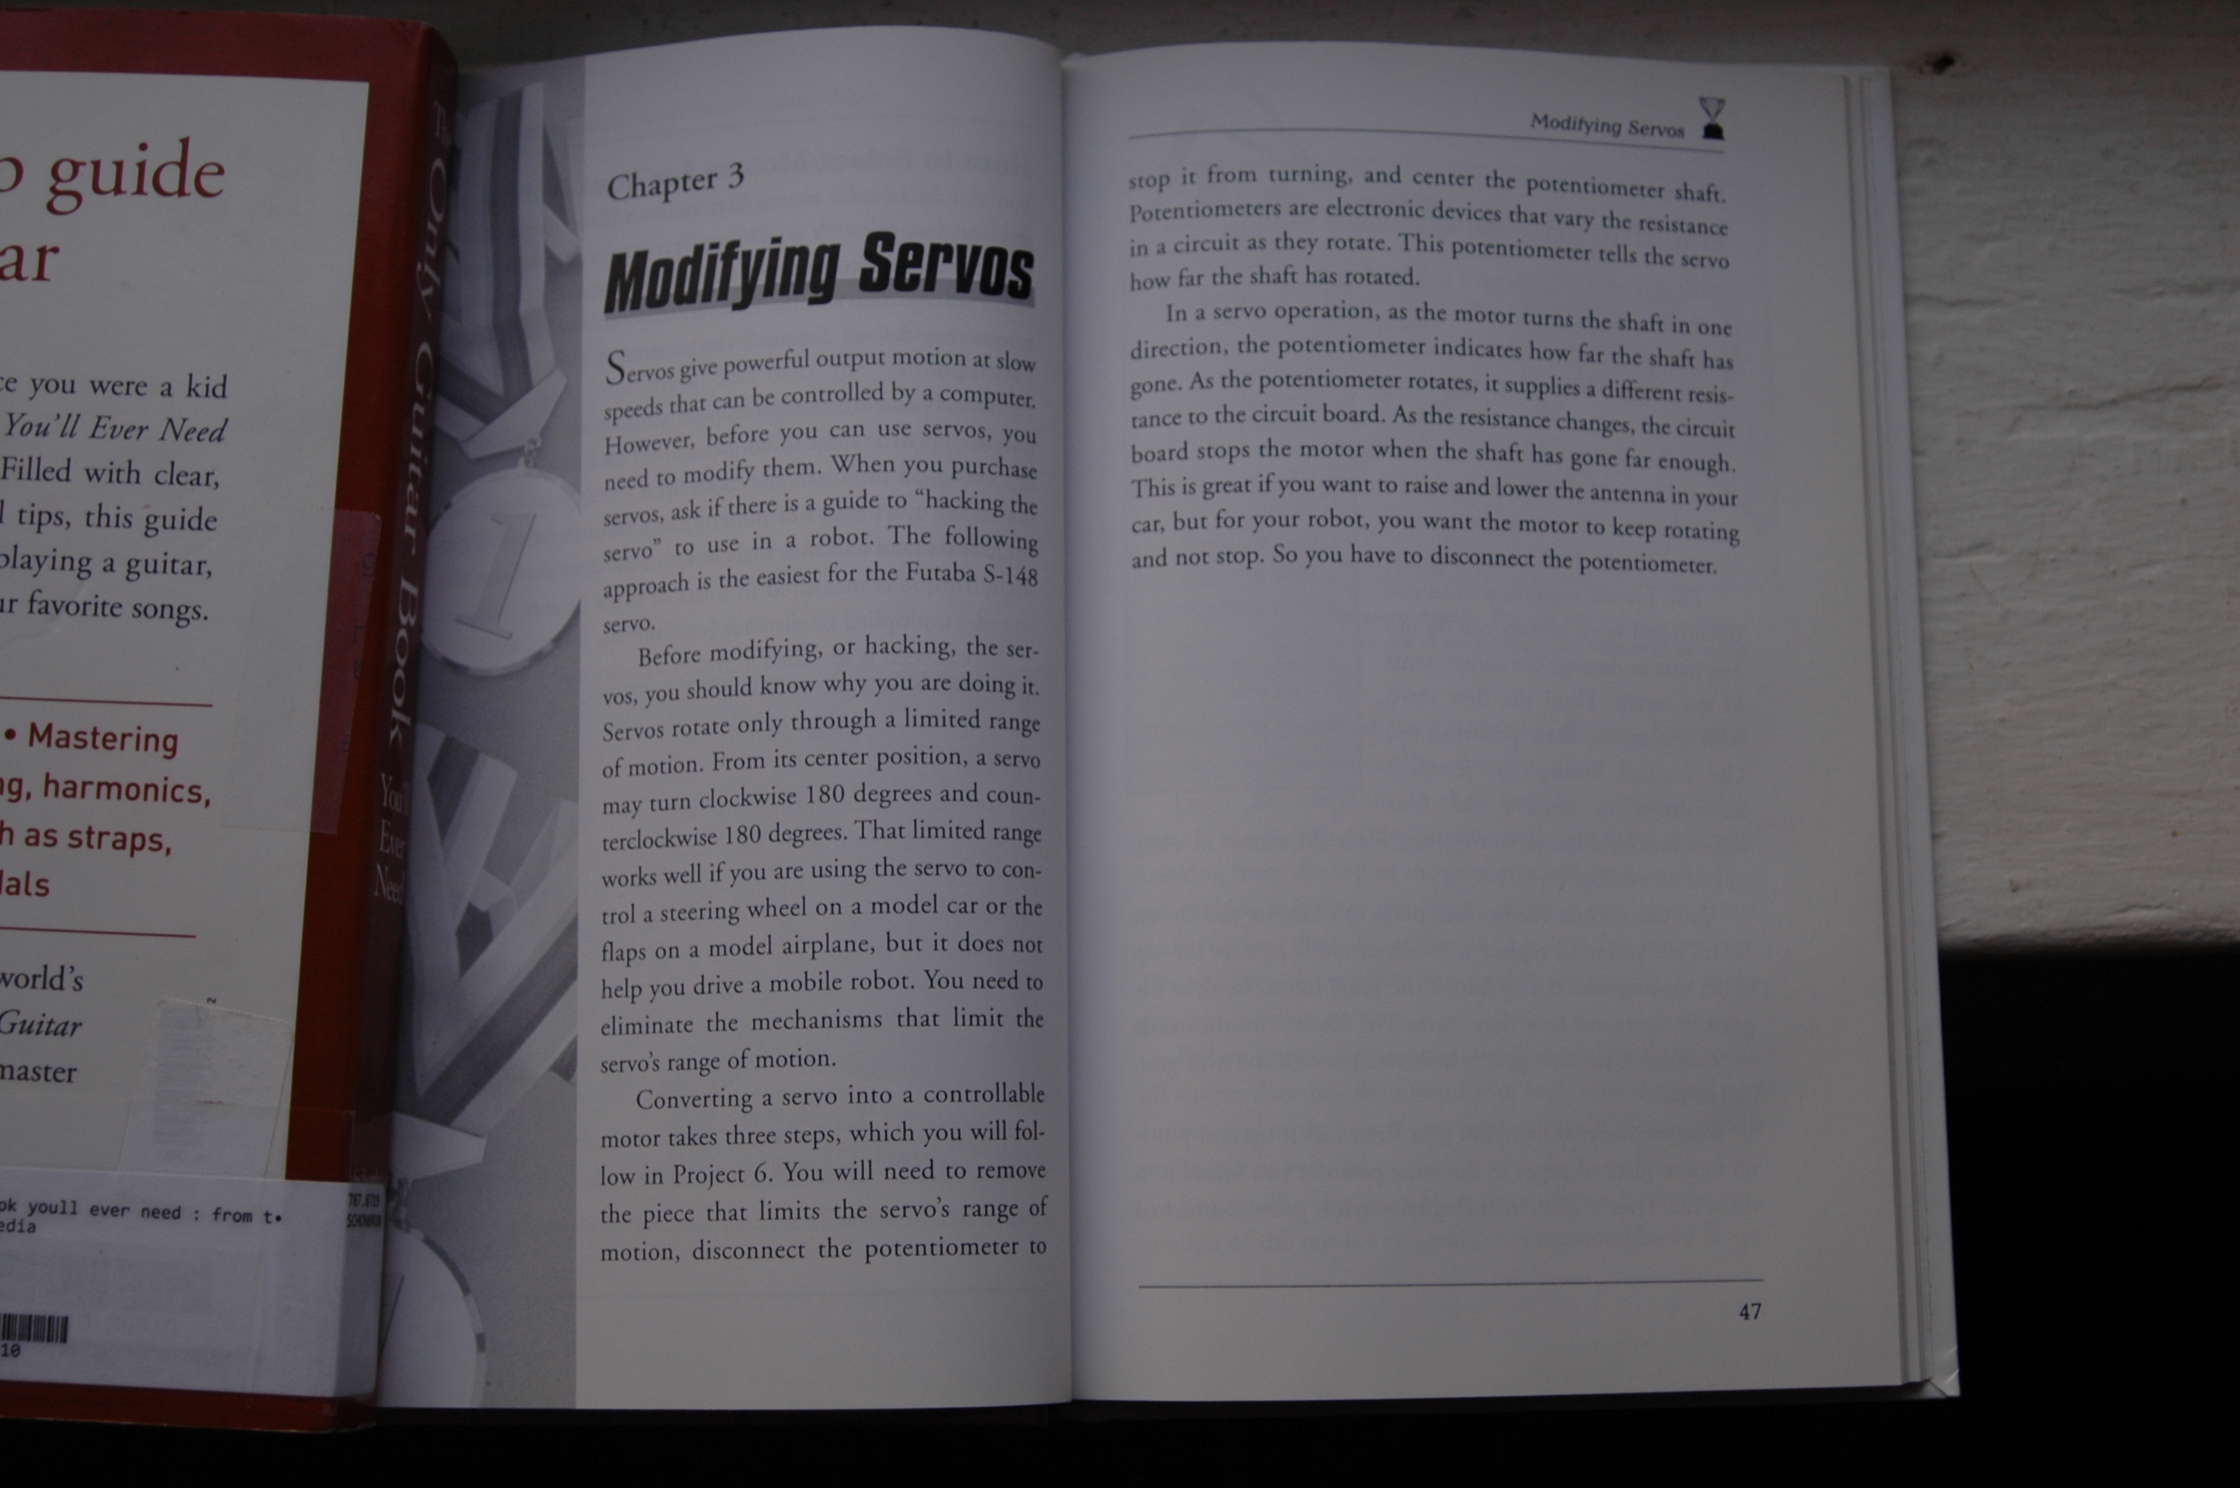 o guide
ar
ce you were a kid
You'll Ever Need
Filled with clear,
l tips, this guide
playing a guitar,
ur favorite songs.
• Mastering
ng, harmonics,
h as straps,
dals
world's
Guitar
master
ok youll ever need : from t•
edia
10
The Only Guitar Book You'll Ever Need
787.8719
SCHONBRUN
1
Chapter 3
Modifying Servos
Servos give powerful output motion at slow
speeds that can be controlled by a computer.
However, before you can use servos, you
need to modify them. When you purchase
servos, ask if there is a guide to “hacking the
servo” to use in a robot. The following
approach is the easiest for the Futaba S-148
servo.
Before modifying, or hacking, the ser-
vos, you should know why you are doing it.
Servos rotate only through a limited range
of motion. From its center position, a servo
may turn clockwise 180 degrees and coun-
terclockwise 180 degrees. That limited range
works well if you are using the servo to con-
trol a steering wheel on a model car or the
flaps on a model airplane, but it does not
help you drive a mobile robot. You need to
eliminate the mechanisms that limit the
servo's range of motion.
Converting a servo into a controllable
motor takes three steps, which you will fol-
low in Project 6. You will need to remove
the piece that limits the servo's range of
motion, disconnect the potentiometer to
Modifying Servos
stop it from turning, and center the potentiometer shaft.
Potentiometers are electronic devices that vary the resistance
in a circuit as they rotate. This potentiometer tells the servo
how far the shaft has rotated.
In a servo operation, as the motor turns the shaft in one
direction, the potentiometer indicates how far the shaft has
gone. As the potentiometer rotates, it supplies a different resis-
tance to the circuit board. As the resistance changes, the circuit
board stops the motor when the shaft has gone far enough.
This is great if you want to raise and lower the antenna in your
car, but for your robot, you want the motor to keep rotating
and not stop. So you have to disconnect the potentiometer.
47